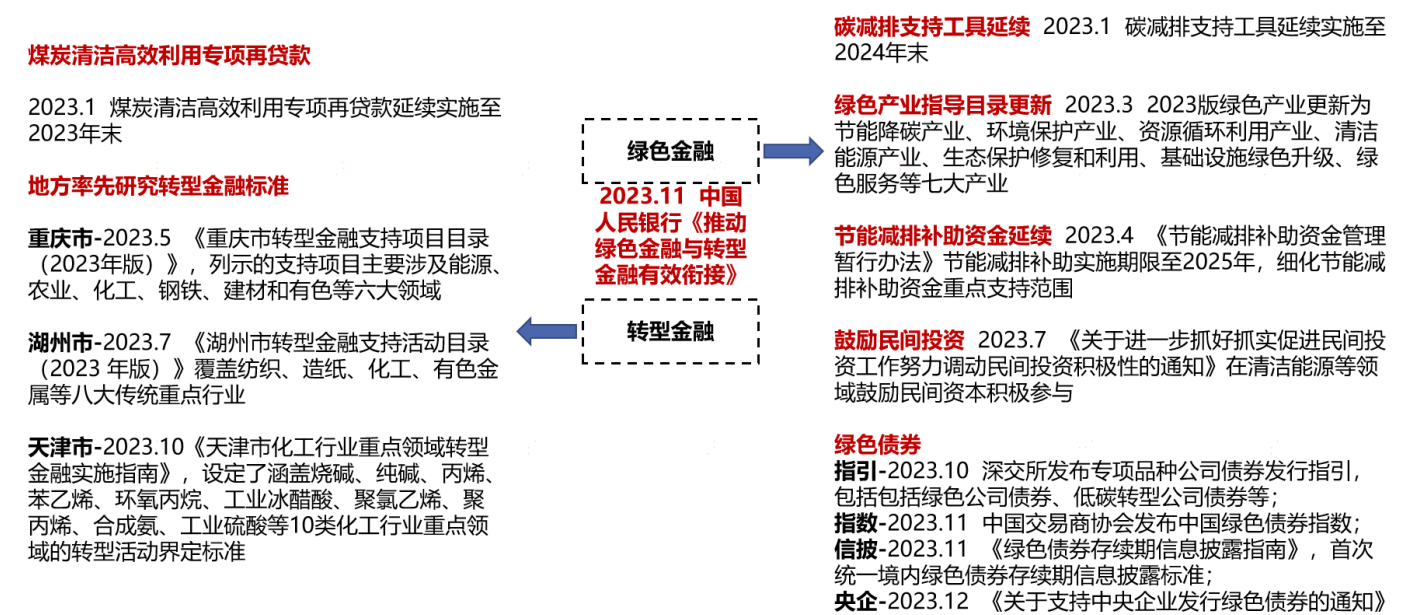 煤炭清洁高效利用专项再贷款
2023.1 煤炭清洁高效利用专项再贷款延续实施至
2023年末
地方率先研究转型金融标准
重庆市-2023.5 《重庆市转型金融支持项目目录
（2023年版）》，列示的支持项目主要涉及能源、
农业、化工、钢铁、建材和有色等六大领域
湖州市-2023.7 《湖州市转型金融支持活动目录
（2023 年版）》覆盖纺织、造纸、化工、有色金
属等八大传统重点行业
天津市-2023.10《天津市化工行业重点领域转型
金融实施指南》，设定了涵盖烧碱、纯碱、丙烯、
苯乙烯、环氧丙烷、工业冰醋酸、聚氯乙烯、聚
丙烯、合成氨、工业硫酸等10类化工行业重点领
域的转型活动界定标准
绿色金融
2023.11 中国
人民银行《推动
绿色金融与转型
金融有效衔接》
转型金融
碳减排支持工具延续 2023.1 碳减排支持工具延续实施至
2024年末
绿色产业指导目录更新 2023.3 2023版绿色产业更新为
节能降碳产业、环境保护产业、资源循环利用产业、清洁
能源产业、生态保护修复和利用、基础设施绿色升级、绿
色服务等七大产业
节能减排补助资金延续 2023.4 《节能减排补助资金管理
暂行办法》节能减排补助实施期限至2025年，细化节能减
排补助资金重点支持范围
鼓励民间投资 2023.7 《关于进一步抓好抓实促进民间投
资工作努力调动民间投资积极性的通知》在清洁能源等领
域鼓励民间资本积极参与
绿色债券
指引-2023.10 深交所发布专项品种公司债券发行指引，
包括包括绿色公司债券、低碳转型公司债券等；
指数-2023.11 中国交易商协会发布中国绿色债券指数；
信披-2023.11 《绿色债券存续期信息披露指南》，首次
统一境内绿色债券存续期信息披露标准；
央企-2023.12 《关于支持中央企业发行绿色债券的通知》